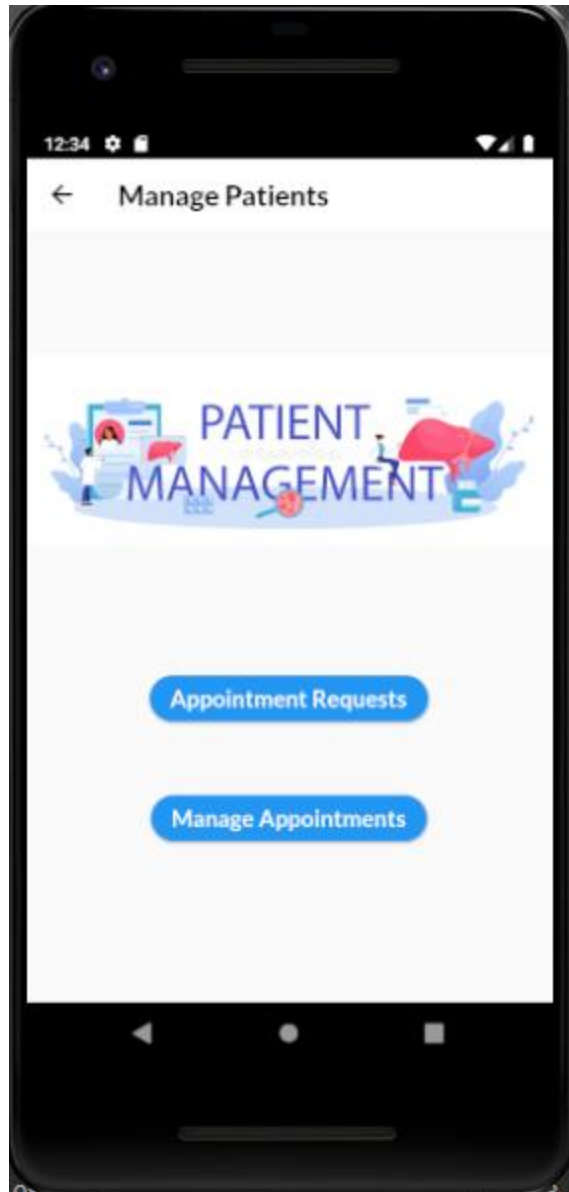 12:34
Manage Patients
PATIENT
MANAGEMENT
Appointment Requests
Manage Appointments